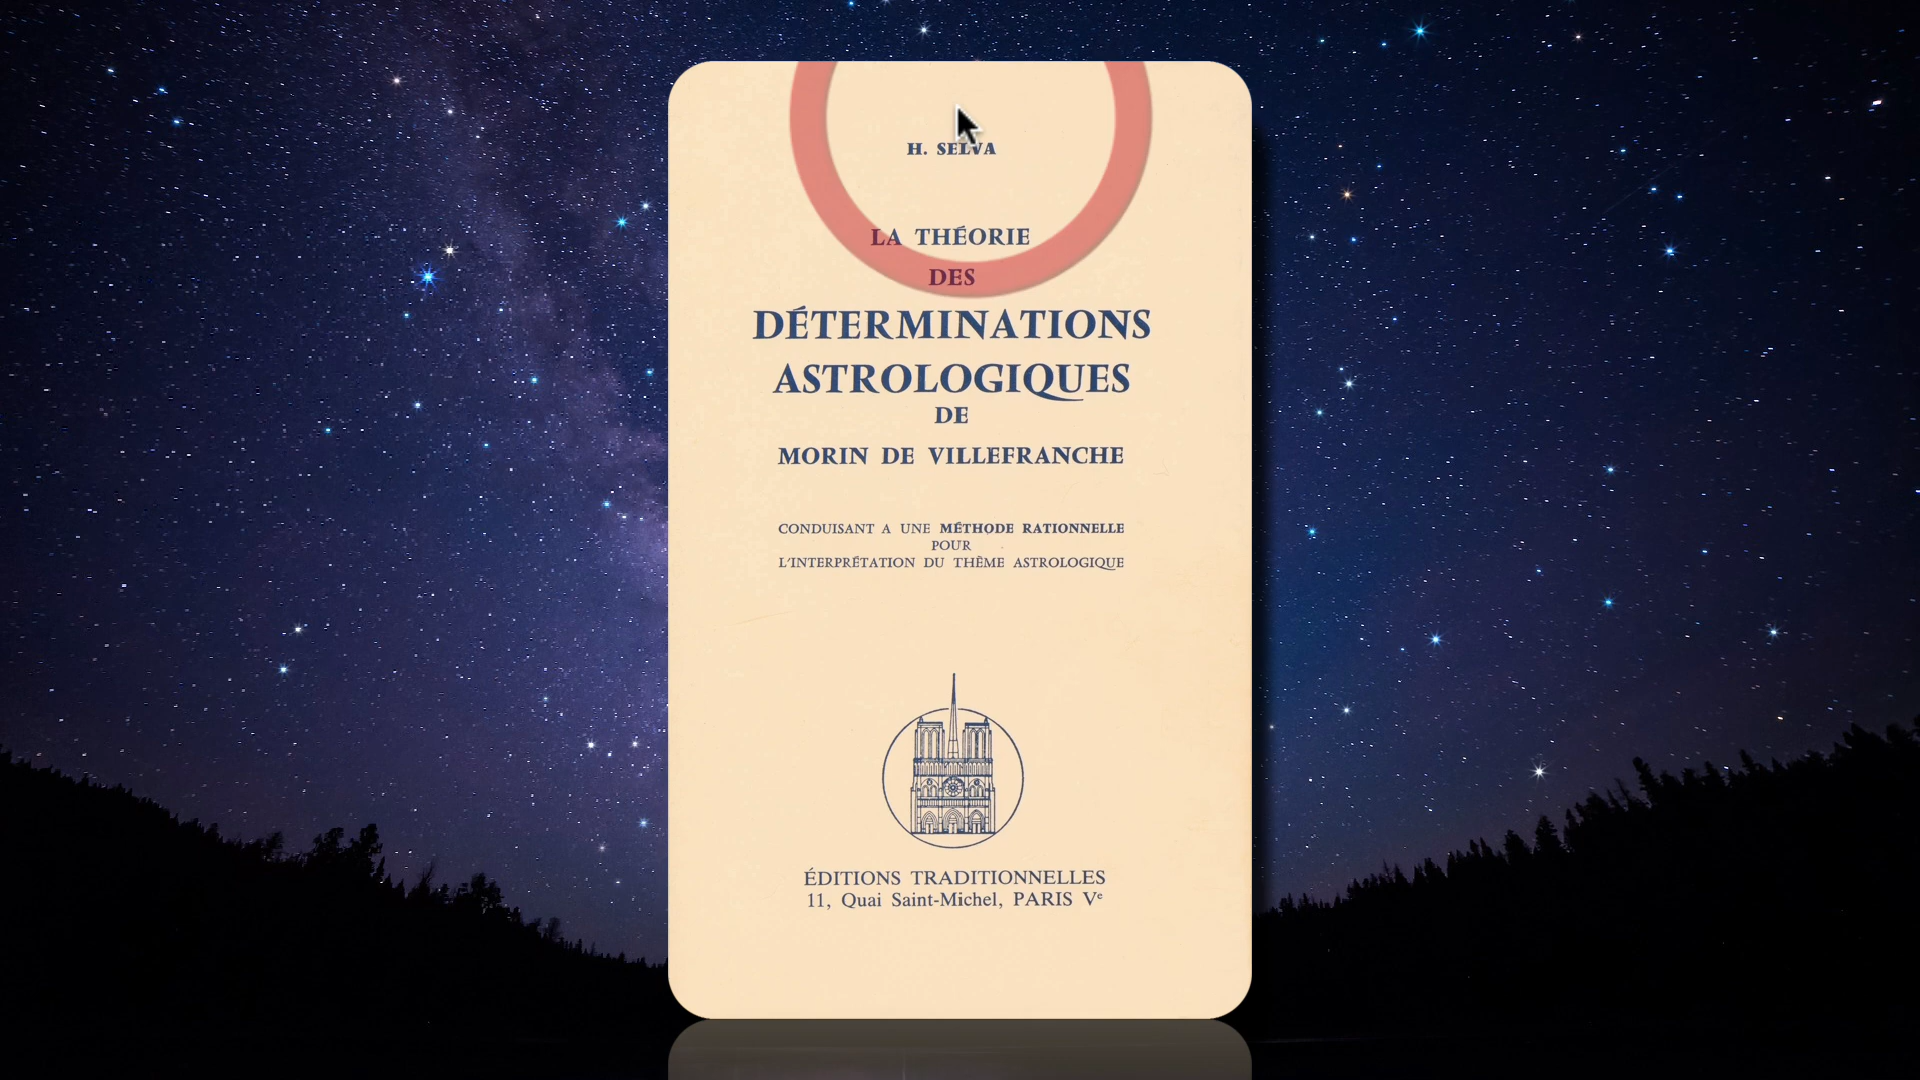 H. SELVA
LA THÉORIE
DES
DÉTERMINATIONS
ASTROLOGIQUES
DE
MORIN DE VILLEFRANCHE
CONDUISANT A UNE MÉTHODE RATIONNELLE
POUR
L'INTERPRÉTATION DU THÈME ASTROLOGIQUE
ÉDITIONS TRADITIONNELLES
11, Quai Saint-Michel, PARIS Vᵉ